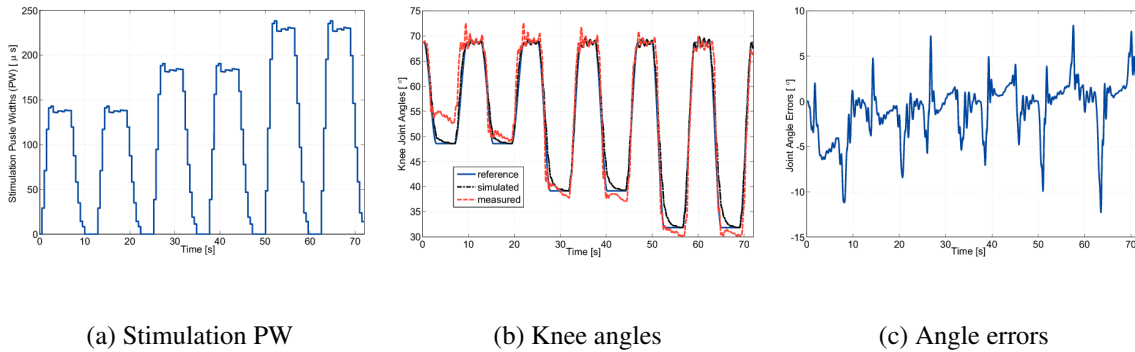 250
200
150
100
50
0
0 10 20 30 40 50 60 70
Time [s]
Stimulation Pusle Widths (PW) [ μ s]
75
70
65
60
55
50
45
40
35
30
0 10 20 30 40 50 60 70
Time [s]
Knee Joint Angles [ °]
reference
simulated
measured
10
5
0
-5
-10
-15
0 10 20 30 40 50 60 70
Time [s]
Joint Angle Errors [ °]
(a) Stimulation PW
(b) Knee angles
(c) Angle errors